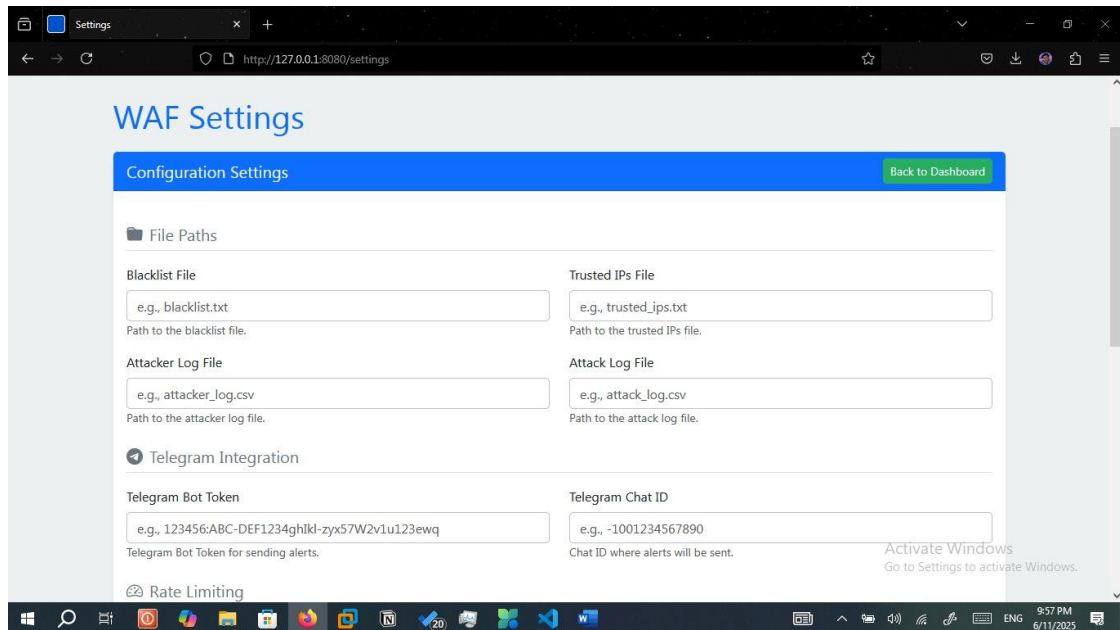 Settings
http://127.0.0.1:8080/settings
WAF Settings
Configuration Settings
Back to Dashboard
File Paths
Blacklist File
Trusted IPs File
e.g., blacklist.txt
e.g., trusted_ips.txt
Path to the blacklist file.
Path to the trusted IPs file.
Attacker Log File
Attack Log File
e.g., attacker_log.csv
e.g., attack_log.csv
Path to the attacker log file.
Path to the attack log file.
Telegram Integration
Telegram Bot Token
Telegram Chat ID
e.g., 123456:ABC-DEF1234ghIkl-zyx57W2v1u123ewq
e.g., -1001234567890
Telegram Bot Token for sending alerts.
Chat ID where alerts will be sent.
Activate Windows
Go to Settings to activate Windows.
Rate Limiting
20
ENG
9:57 PM
6/11/2025